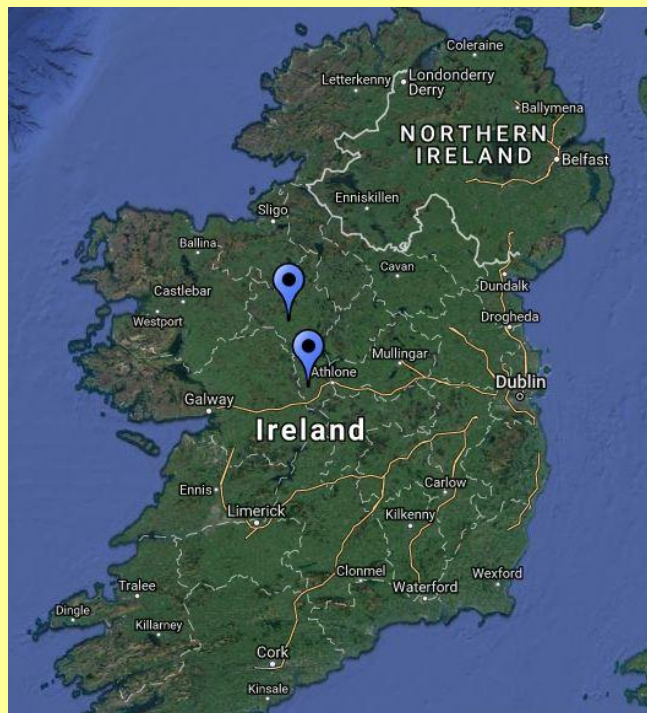 Coleraine
Letterkenny
Londonderry
Derry
Ballymena
NORTHERN
IRELAND
Belfast
Enniskillen
Sligo
Ballina
Cavan
Castlebar
Dundalk
Westport
Drogheda
Mullingar
Athlone
Dublin
Galway
Ireland
Ennis
Carlow
Limerick
Kilkenny
Clonmel
Wexford
Tralee
Waterford
Dingle
Killarney
Cork
Kinsale